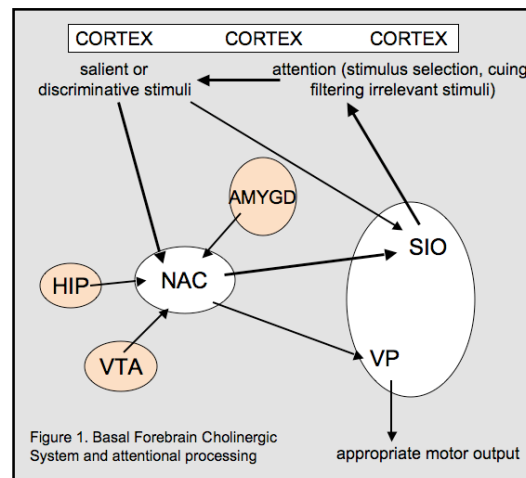 CORTEX CORTEX CORTEX
salient or
discriminative stimuli
attention (stimulus selection, cuing
filtering irrelevant stimuli)
AMYGD
SIO
HIP
NAC
VTA
VP
Figure 1. Basal Forebrain Cholinergic
System and attentional processing
appropriate motor output